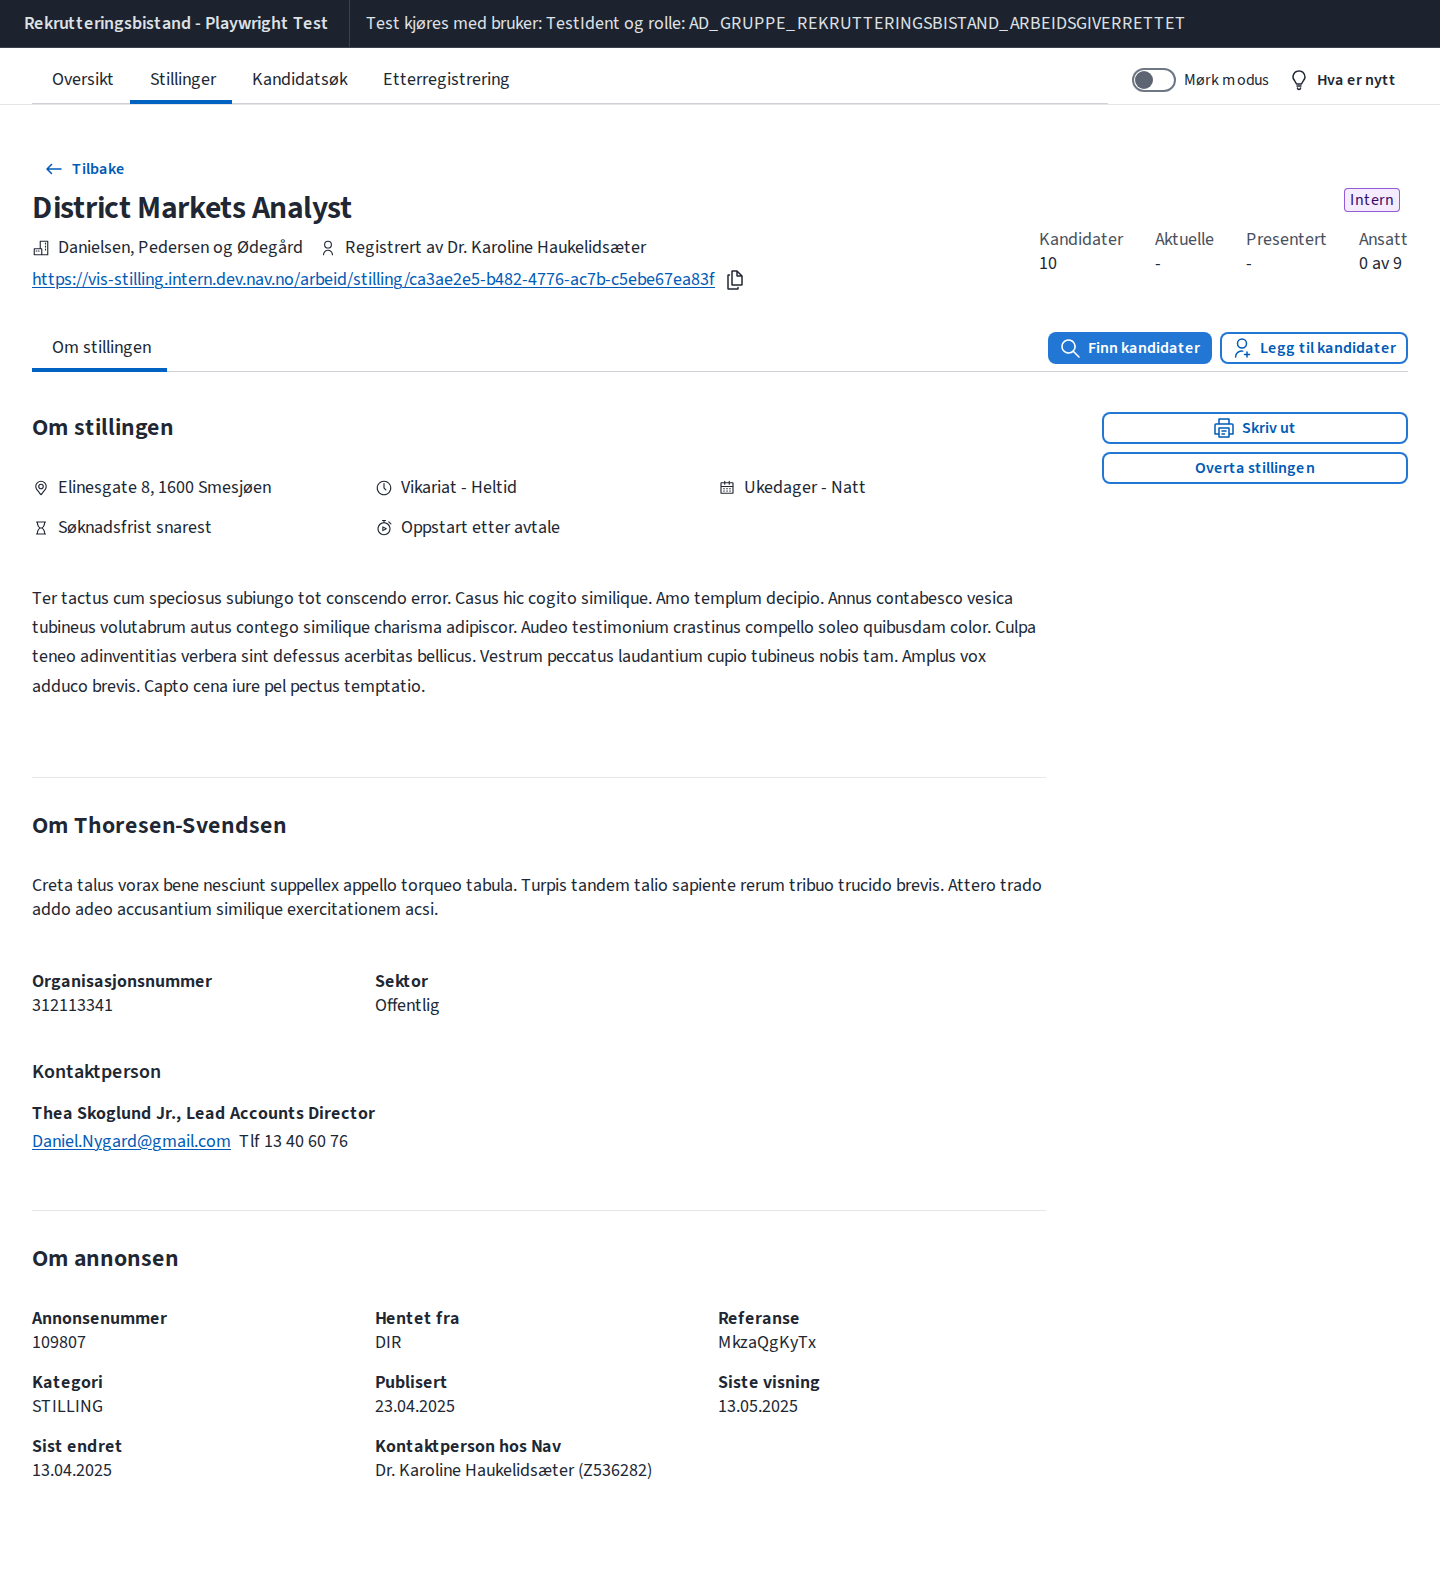 Rekrutteringsbistand - Playwright Test
Test kjøres med bruker: TestIdent og rolle: AD_GRUPPE_REKRUTTERINGSBISTAND_ARBEIDSGIVERRETTET
Oversikt
Stillinger
Kandidatsøk
Etterregistrering
Mørk modus
Hva er nytt
Tilbake
District Markets Analyst
Intern
Danielsen, Pedersen og Ødegård
Registrert av Dr. Karoline Haukelidsæter
https://vis-stilling.intern.dev.nav.no/arbeid/stilling/ca3ae2e5-b482-4776-ac7b-c5ebe67ea83f
Kandidater
10
Aktuelle
-
Presentert
-
Ansatt
0 av 9
Om stillingen
Finn kandidater
Legg til kandidater
Om stillingen
Skriv ut
Overta stillingen
Elinesgate 8, 1600 Smesjøen
Vikariat - Heltid
Ukedager - Natt
Søknadsfrist snarest
Oppstart etter avtale
Ter tactus cum speciosus subiungo tot conscendo error. Casus hic cogito similique. Amo templum decipio. Annus contabesco vesica
tubineus volutabrum autus contego similique charisma adipiscor. Audeo testimonium crastinus compello soleo quibusdam color. Culpa
teneo adinventitias verbera sint defessus acerbitas bellicus. Vestrum peccatus laudantium cupio tubineus nobis tam. Amplus vox
adduco brevis. Capto cena iure pel pectus temptatio.
Om Thoresen-Svendsen
Creta talus vorax bene nesciunt suppellex appello torqueo tabula. Turpis tandem talio sapiente rerum tribuo trucido brevis. Attero trado
addo adeo accusantium similique exercitationem acsi.
Organisasjonsnummer
312113341
Sektor
Offentlig
Kontaktperson
Thea Skoglund Jr., Lead Accounts Director
Daniel.Nygard@gmail.com Tlf 13 40 60 76
Om annonsen
Annonsenummer
109807
Hentet fra
DIR
Referanse
MkzaQgKyTx
Kategori
STILLING
Publisert
23.04.2025
Siste visning
13.05.2025
Sist endret
13.04.2025
Kontaktperson hos Nav
Dr. Karoline Haukelidsæter (Z536282)